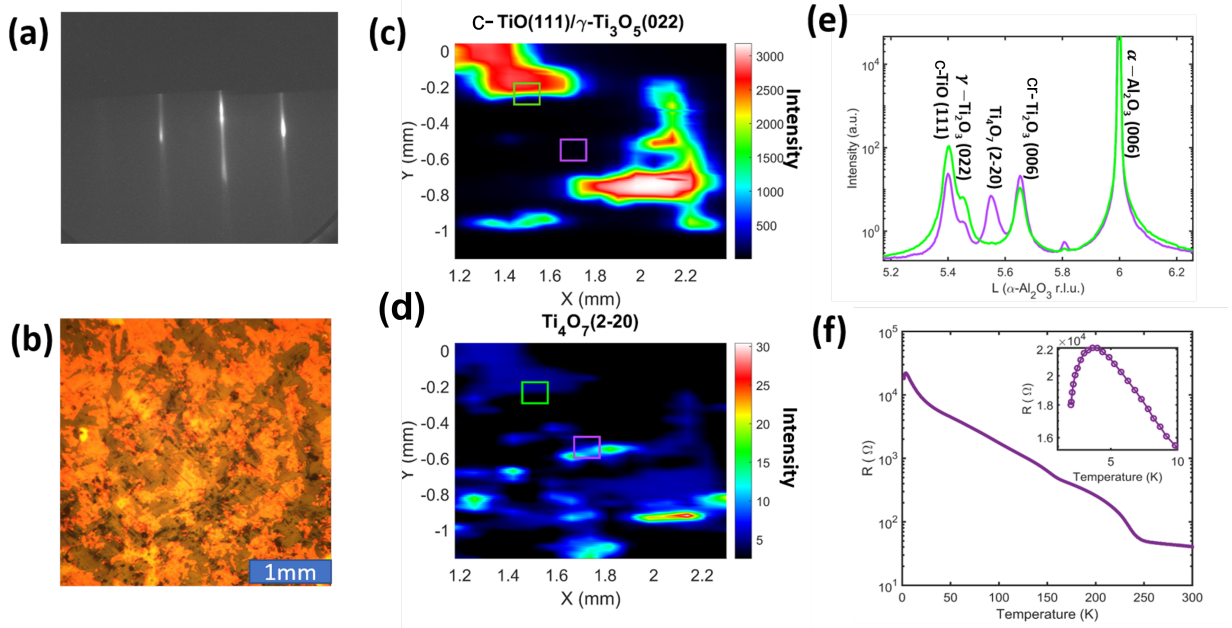 (a)
(b)
1mm
(c)
C- TiO(111)/γ-Ti3O5(022)
0
-0.2
-0.4
-0.6
-0.8
-1
Y (mm)
1.2 1.4 1.6 1.8 2 2.2
X (mm)
3000
2500
2000
1500
1000
500
Intensity
(d)
Ti4O7(2-20)
0
-0.2
-0.4
-0.6
-0.8
-1
Y (mm)
1.2 1.4 1.6 1.8 2 2.2
X (mm)
30
25
20
15
10
5
Intensity
(e)
10^4
10^2
10^0
Intensity (a.u.)
C-TiO (111)
γ – Ti2O3 (022)
Ti4O7 (2-20)
Cr- Ti2O3 (006)
α – Al2O3 (006)
5.2 5.4 5.6 5.8 6 6.2
L (α-Al2O3 r.l.u.)
(f)
10^5
10^4
10^3
10^2
10^1
R ( Ω)
0 50 100 150 200 250 300
Temperature (K)
×10^4
2.2
2
1.8
1.6
R ( Ω)
5 10
Temperature (K)